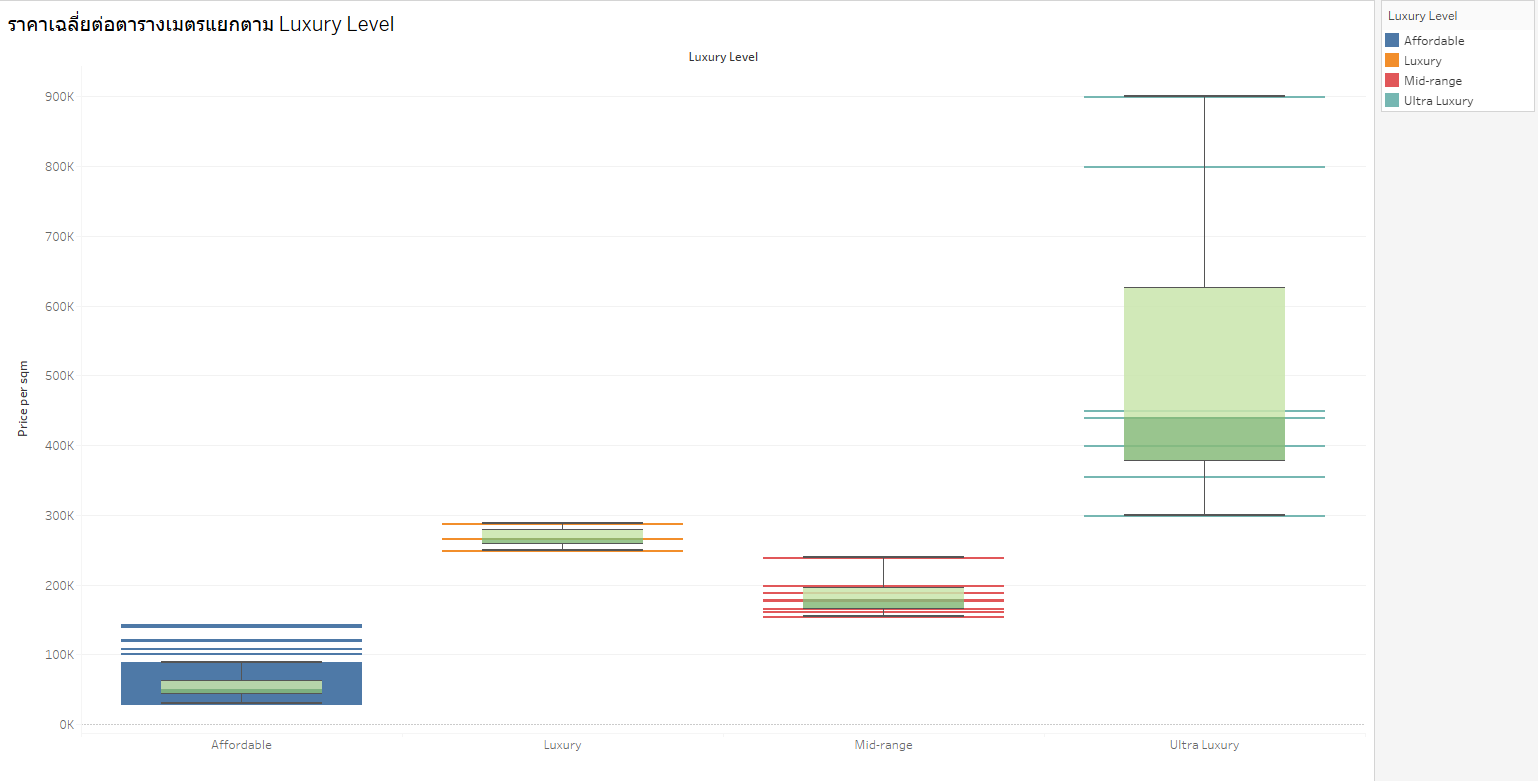 ราคาเฉลี่ยต่อตารางเมตรแยกตาม Luxury Level
Luxury Level
Price per sqm
900K
800K
700K
600K
500K
400K
300K
200K
100K
0K
Affordable
Luxury
Mid-range
Ultra Luxury
Luxury Level
Affordable
Luxury
Mid-range
Ultra Luxury